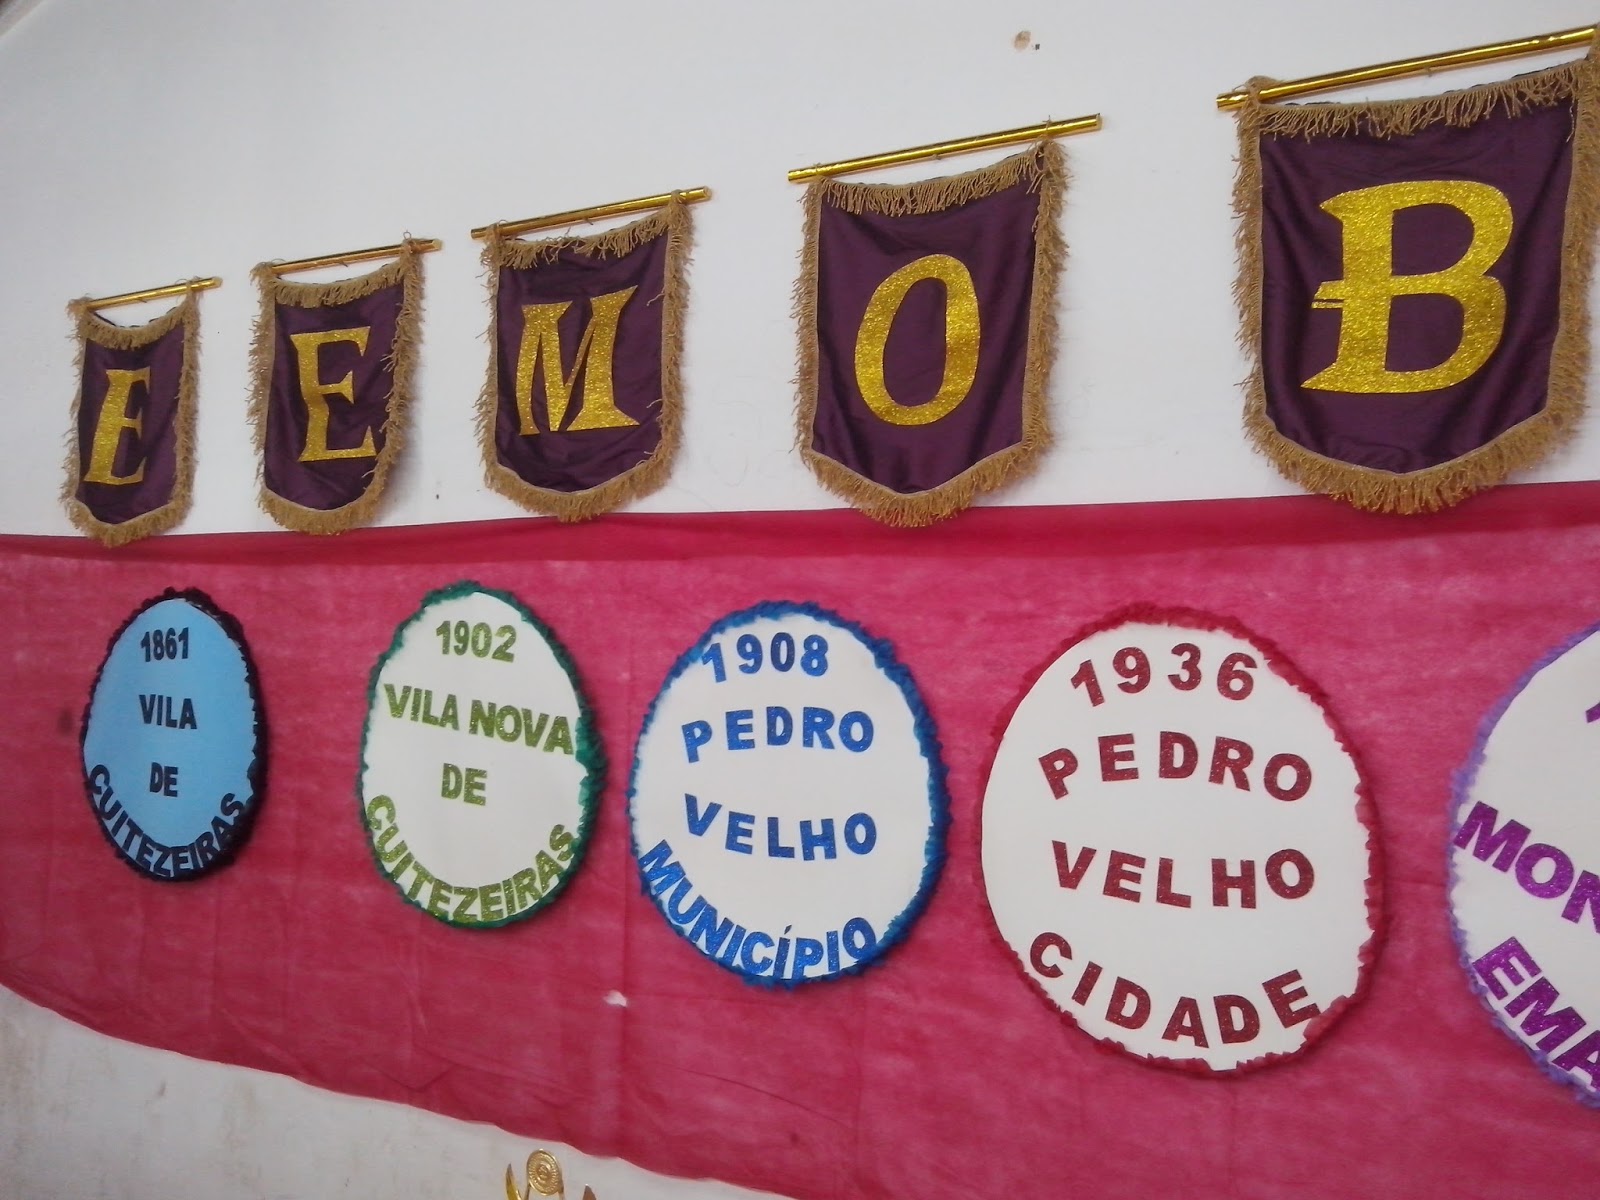 E E M O B
1861
VILA
DE
CUITEZEIRAS
1902
VILA NOVA
DE
CUITEZEIRAS
1908
PEDRO
VELHO
MUNICÍPIO
1936
PEDRO
VELHO
CIDADE